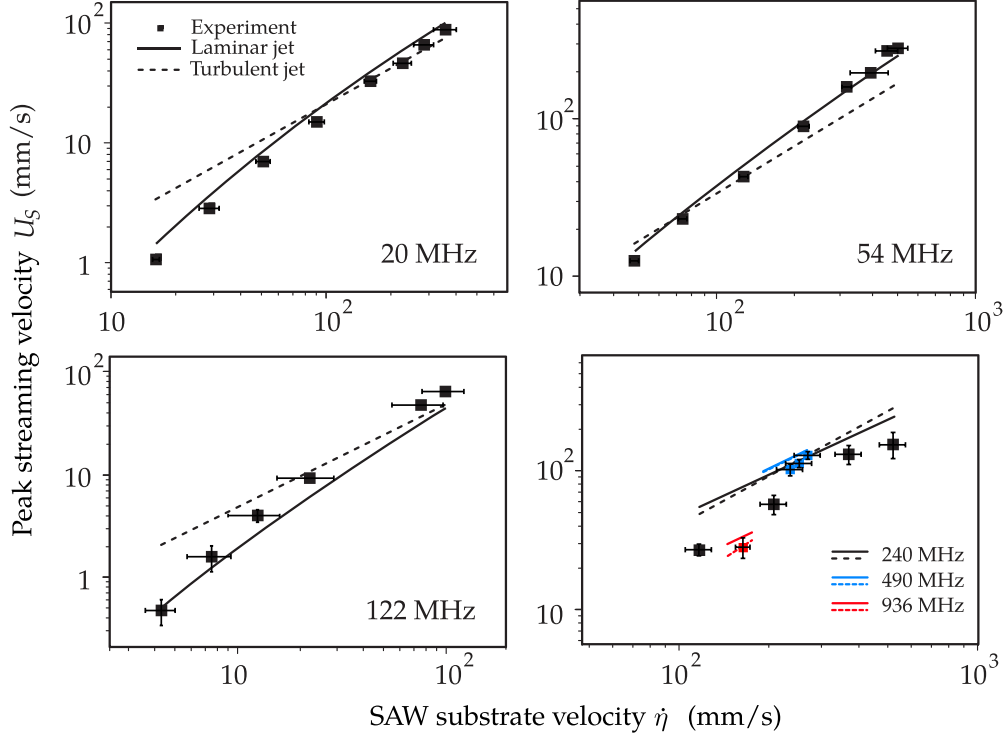 Peak streaming velocity U_S (mm/s)
10²
10
1
Experiment
Laminar jet
Turbulent jet
20 MHz
10
10²
10²
10
54 MHz
10²
10³
10²
10
1
122 MHz
10
10²
10²
10
240 MHz
490 MHz
936 MHz
10²
10³
SAW substrate velocity η̇ (mm/s)